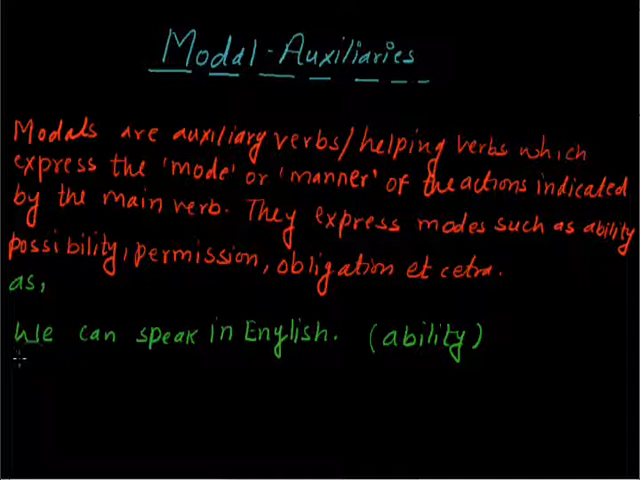 Modal-Auxiliaries
Modals are auxiliary verbs/helping verbs which
express the 'mode' or 'manner' of the actions indicated
by the main verb. They express modes such as ability
possibility, permission, obligation et cetra.
as,
We can speak in English. (ability)